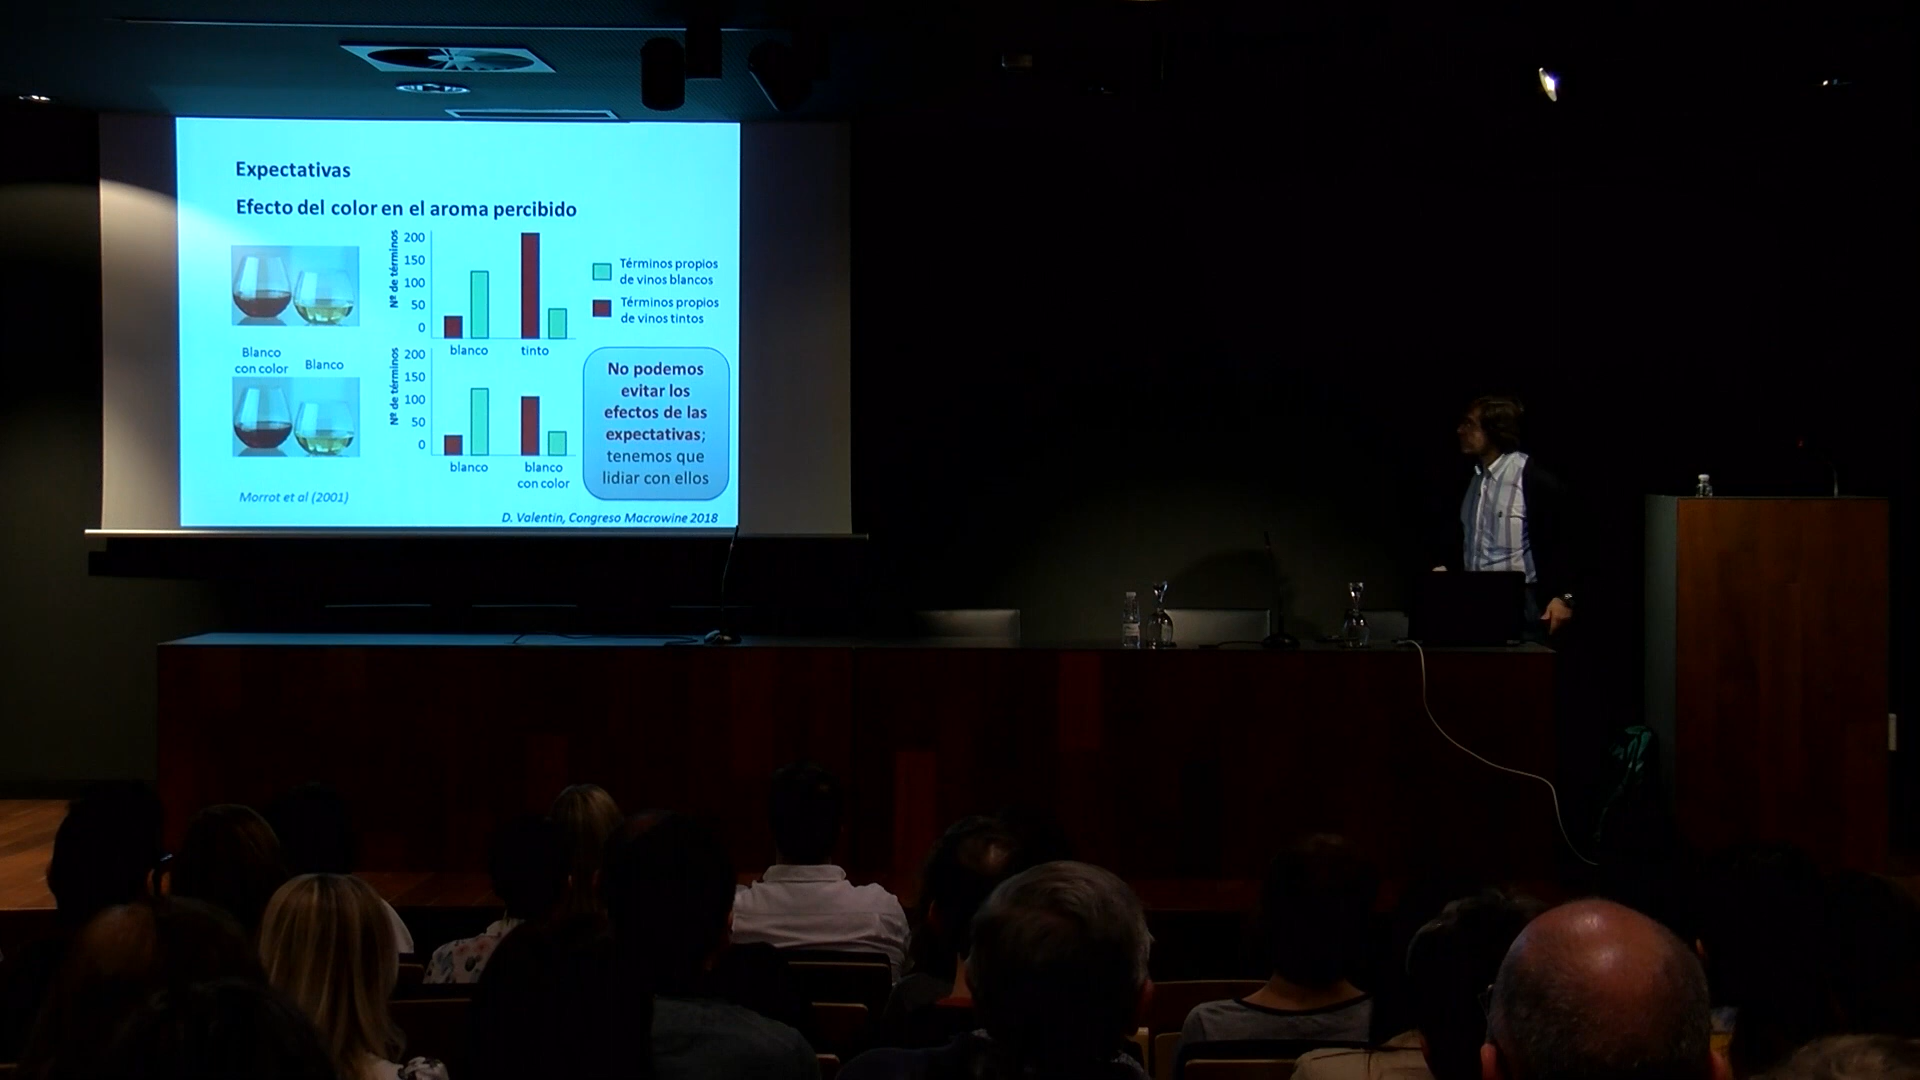 Expectativas
Efecto del color en el aroma percibido
Nº de términos
200
150
100
50
0
blanco
tinto
Términos propios
de vinos blancos
Términos propios
de vinos tintos
Blanco
con color
Blanco
Nº de términos
200
150
100
50
0
blanco
blanco
con color
No podemos
evitar los
efectos de las
expectativas;
tenemos que
lidiar con ellos
Morrot et al (2001)
D. Valentin, Congreso Macrowine 2018